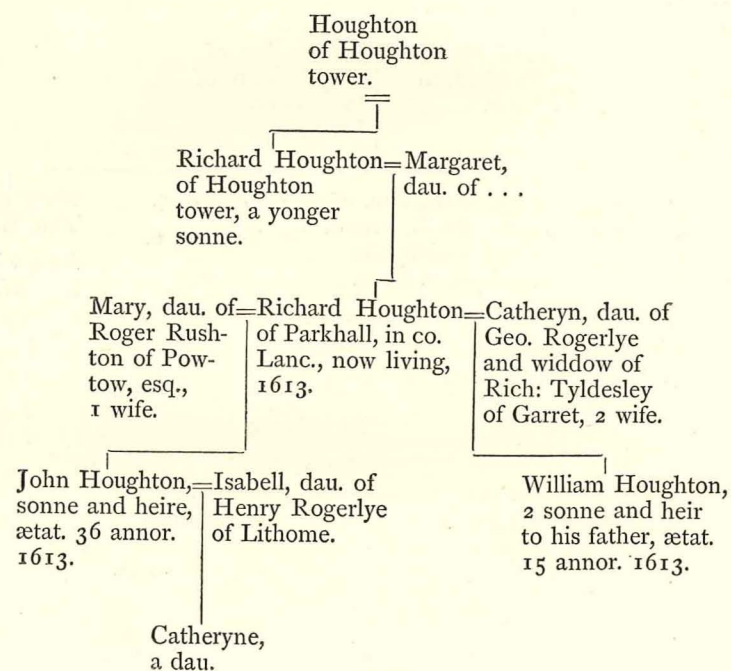 Houghton
of Houghton
tower.
Richard Houghton=Margaret,
of Houghton
tower, a yonger
sonne.
dau. of . . .
Mary, dau. of=Richard Houghton=Catheryn, dau. of
Roger Rush-
ton of Pow-
tow, esq.,
1 wife.
of Parkhall, in co.
Lanc., now living,
1613.
Geo. Rogerlye
and widdow of
Rich: Tyldesley
of Garret, 2 wife.
John Houghton,=Isabell, dau. of
sonne and heire,
ætat. 36 annor.
1613.
Henry Rogerlye
of Lithome.
William Houghton,
2 sonne and heir
to his father, ætat.
15 annor. 1613.
Catheryne,
a dau.